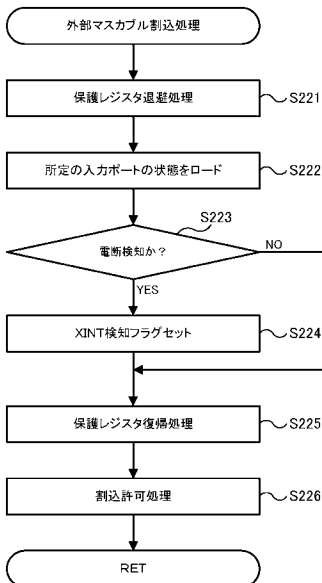 外部マスカブル割込処理
保護レジスタ退避処理
S221
所定の入力ポートの状態をロード
S222
S223
電断検知か?
NO
YES
XINT検知フラグセット
S224
保護レジスタ復帰処理
S225
割込許可処理
S226
RET